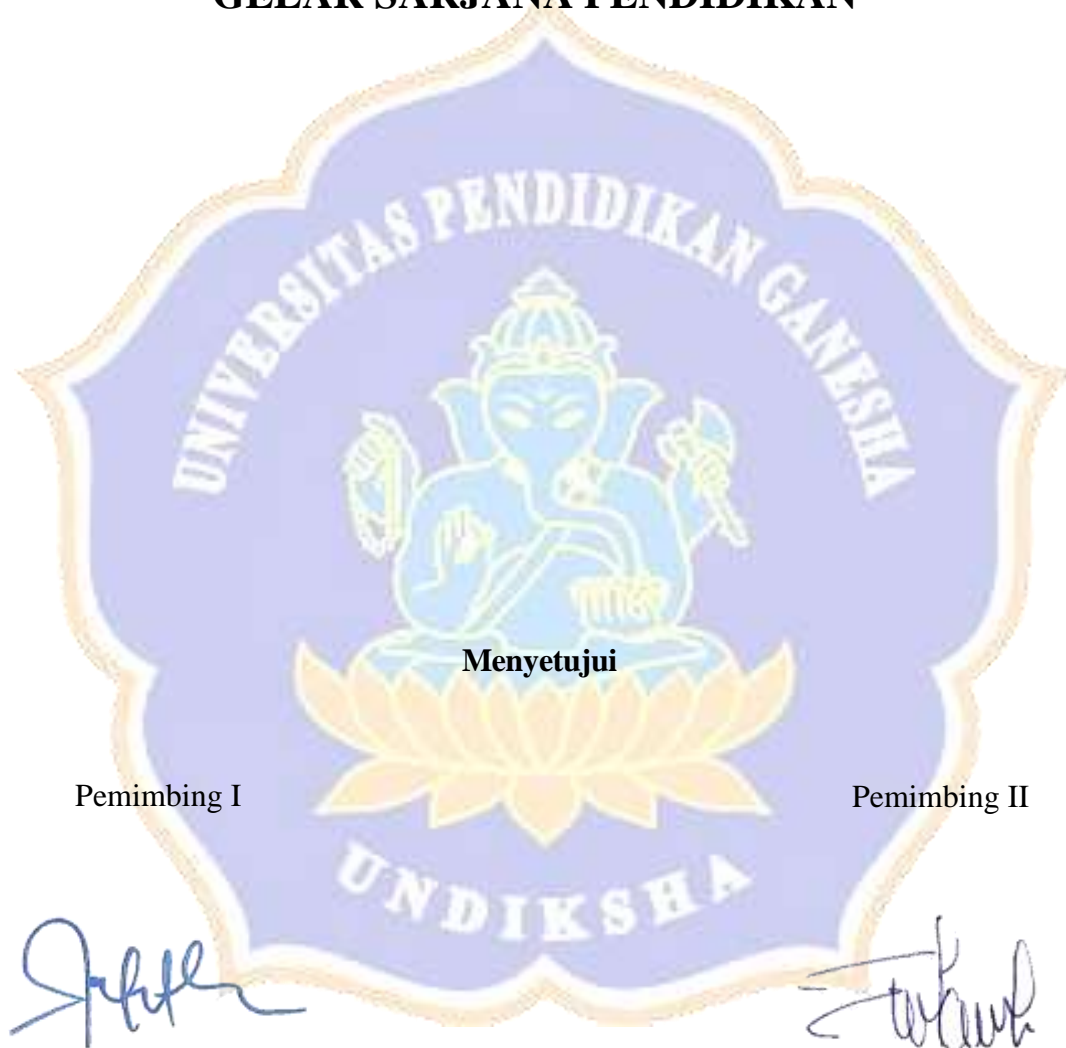 GELAR SARJANA PENDIDIKAN
UNIVERSITAS PENDIDIKAN GANESHA
Menyetujui
Pemimbing I
Pemimbing II
UNDIKSHA